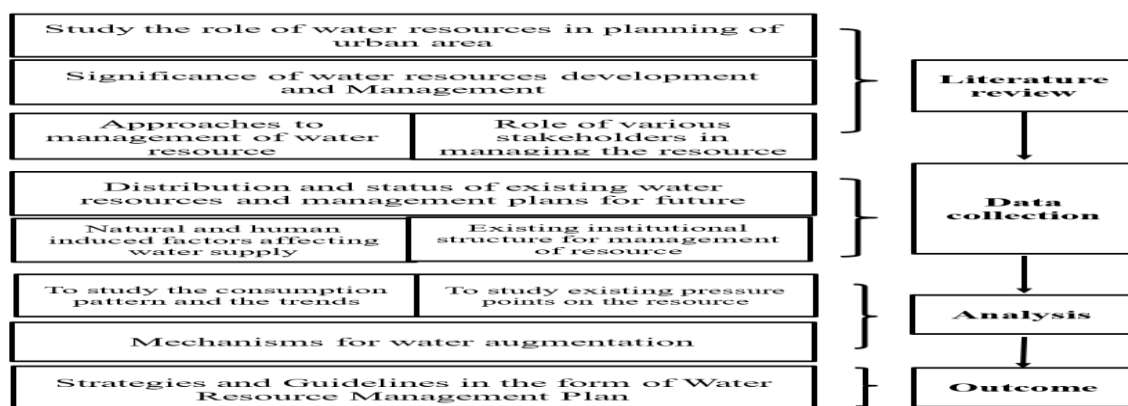 Study the role of water resources in planning of
urban area
Significance of water resources development
and Management
Approaches to
management of water
resource
Role of various
stakeholders in
managing the resource
Literature
review
Distribution and status of existing water
resources and management plans for future
Natural and human
induced factors affecting
water supply
Existing institutional
structure for management
of resource
Data
collection
To study the consumption
pattern and the trends
To study existing pressure
points on the resource
Mechanisms for water augmentation
Analysis
Strategies and Guidelines in the form of Water
Resource Management Plan
Outcome